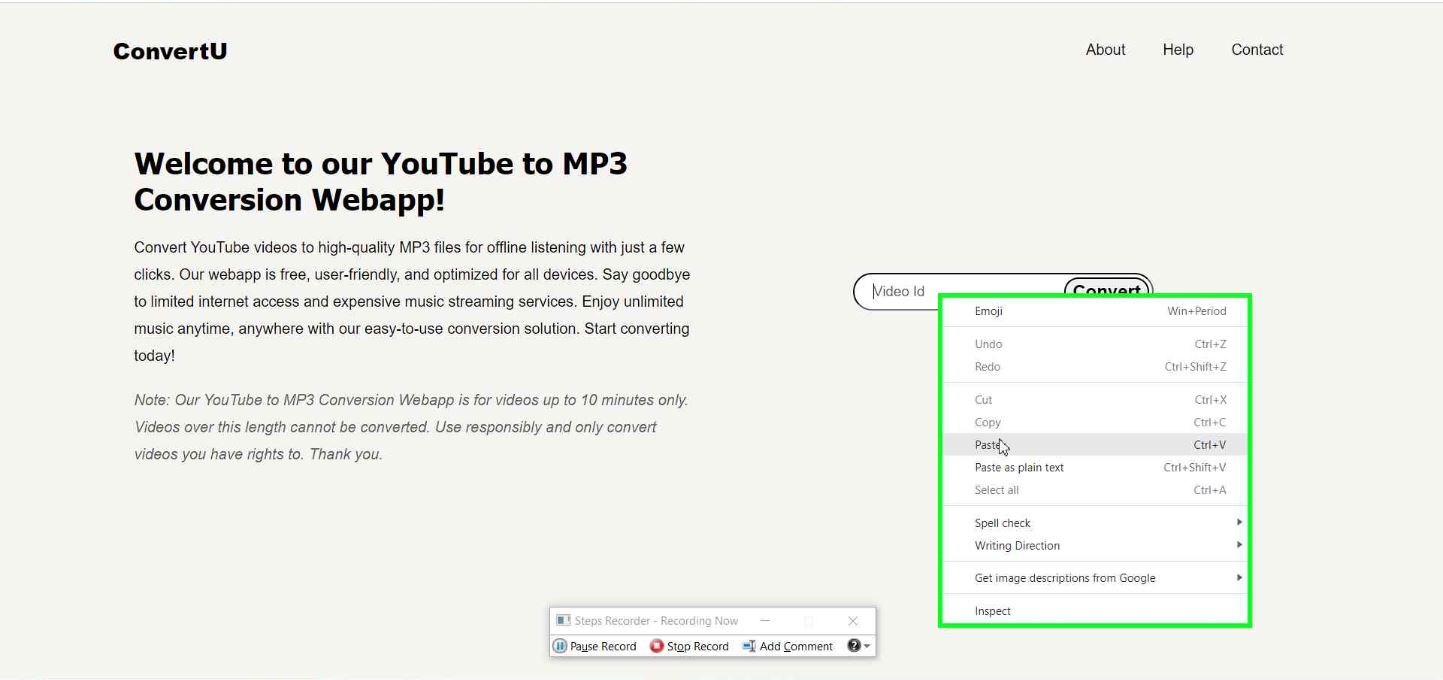 ConvertU
About Help Contact
Welcome to our YouTube to MP3
Conversion Webapp!
Convert YouTube videos to high-quality MP3 files for offline listening with just a few
clicks. Our webapp is free, user-friendly, and optimized for all devices. Say goodbye
to limited internet access and expensive music streaming services. Enjoy unlimited
music anytime, anywhere with our easy-to-use conversion solution. Start converting
today!
Note: Our YouTube to MP3 Conversion Webapp is for videos up to 10 minutes only.
Videos over this length cannot be converted. Use responsibly and only convert
videos you have rights to. Thank you.
Video Id Convert
Emoji Win+Period
Undo Ctrl+Z
Redo Ctrl+Shift+Z
Cut Ctrl+X
Copy Ctrl+C
Paste Ctrl+V
Paste as plain text Ctrl+Shift+V
Select all Ctrl+A
Spell check
Writing Direction
Get image descriptions from Google
Inspect
Steps Recorder - Recording Now
Pause Record Stop Record Add Comment